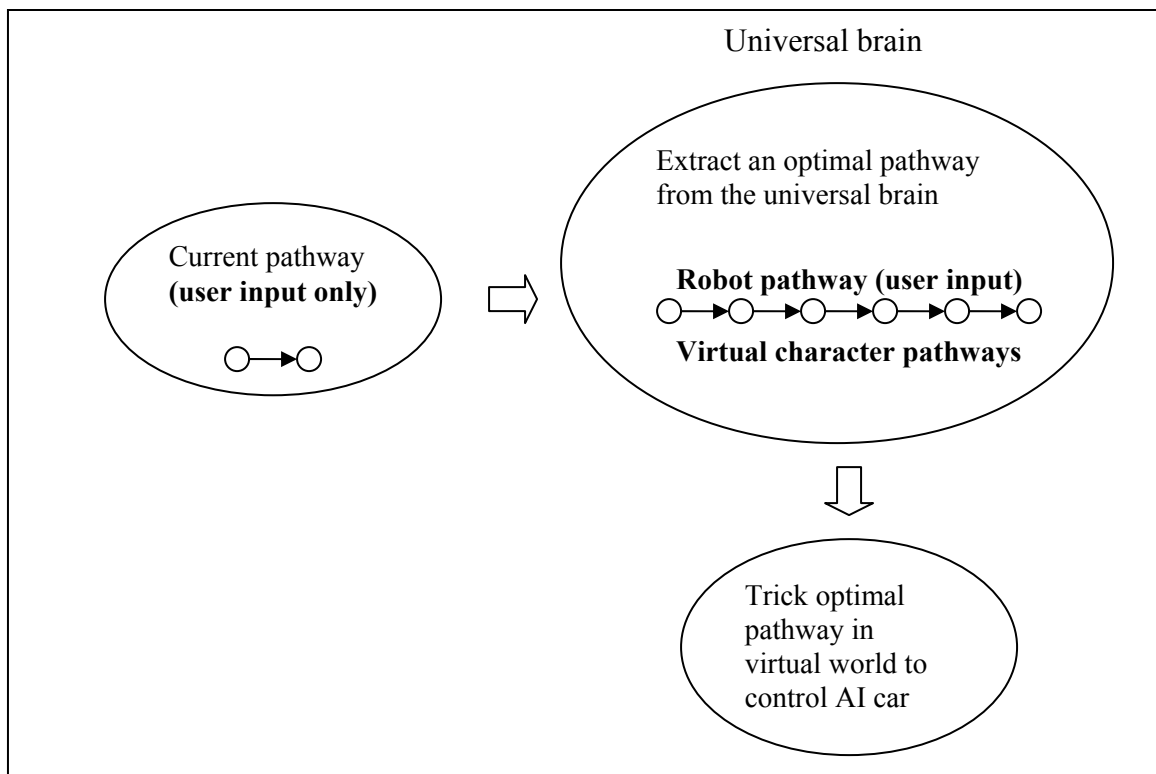 Universal brain
Extract an optimal pathway
from the universal brain
Current pathway
(user input only)
Robot pathway (user input)
Virtual character pathways
Trick optimal
pathway in
virtual world to
control AI car